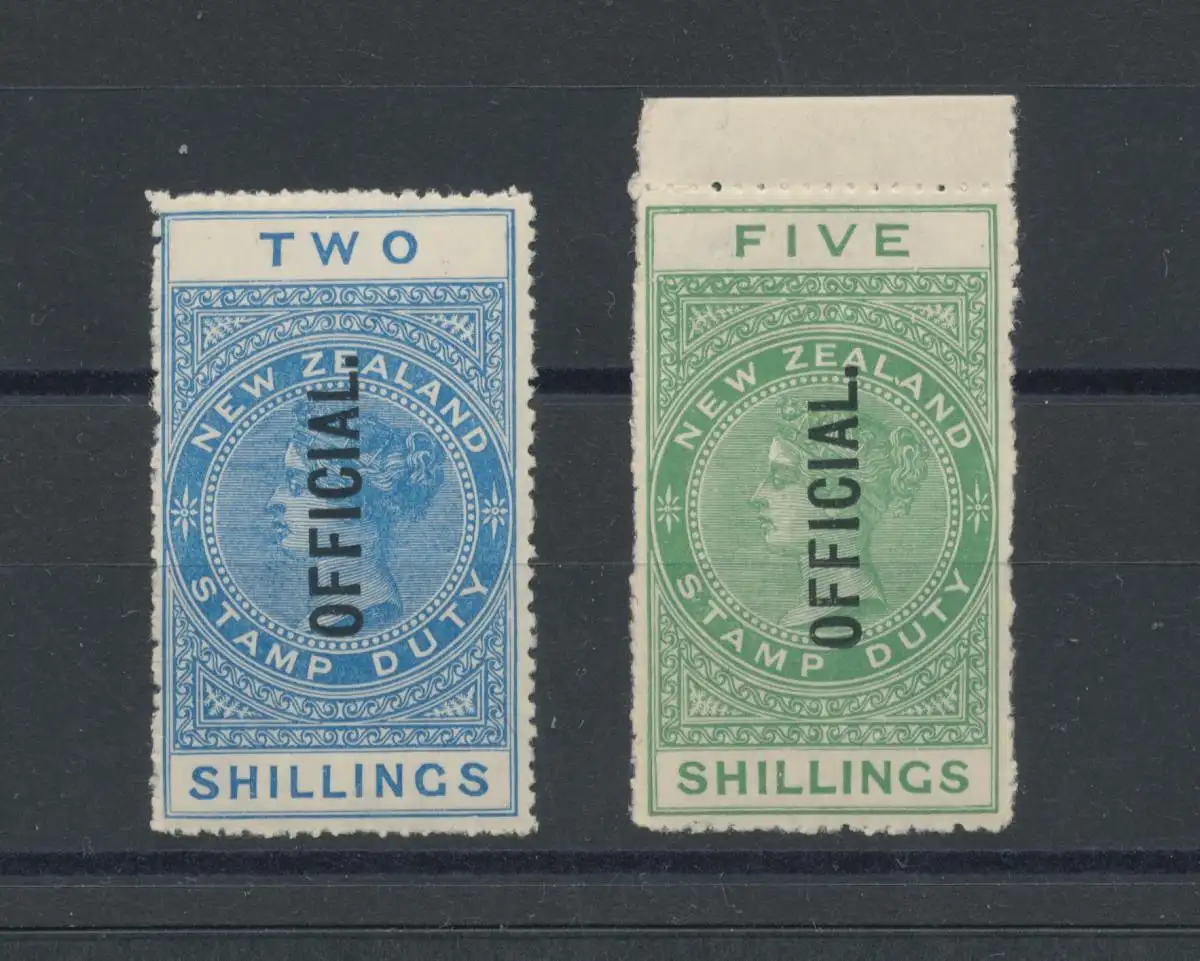 TWO
NEW ZEALAND
OFFICIAL.
STAMP DUTY
SHILLINGS
FIVE
NEW ZEALAND
OFFICIAL.
STAMP DUTY
SHILLINGS